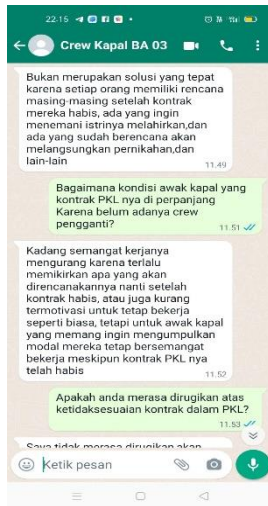 22.15
Crew Kapal BA 03
Bukan merupakan solusi yang tepat
karena setiap orang memiliki rencana
masing-masing setelah kontrak
mereka habis, ada yang ingin
menemani istrinya melahirkan,dan
ada yang sudah berencana akan
melangsungkan pernikahan,dan
lain-lain
11.49
Bagaimana kondisi awak kapal yang
kontrak PKL nya di perpanjang
Karena belum adanya crew
pengganti?
11.51
Kadang semangat kerjanya
mengurang karena terlalu
memikirkan apa yang akan
direncanakannya nanti setelah
kontrak habis, atau juga kurang
termotivasi untuk tetap bekerja
seperti biasa, tetapi untuk awak kapal
yang memang ingin mengumpulkan
modal mereka tetap bersemangat
bekerja meskipun kontrak PKL nya
telah habis
11.52
Apakah anda merasa dirugikan atas
ketidaksesuaian kontrak dalam PKL?
11.53
Saya tidak merasa dirugikan akan
Ketik pesan